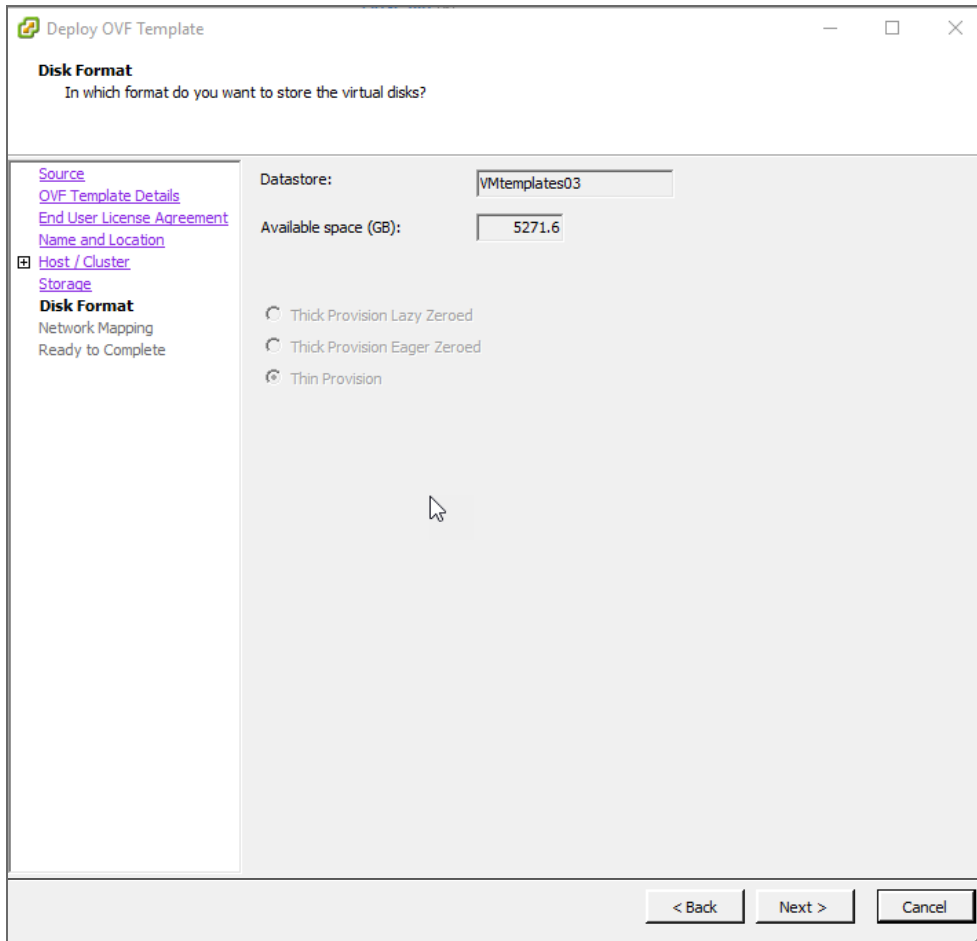 Deploy OVF Template
Disk Format
In which format do you want to store the virtual disks?
Source
OVF Template Details
End User License Agreement
Name and Location
Host / Cluster
Storage
Disk Format
Network Mapping
Ready to Complete
Datastore:
VMtemplates03
Available space (GB):
5271.6
Thick Provision Lazy Zeroed
Thick Provision Eager Zeroed
Thin Provision
< Back
Next >
Cancel